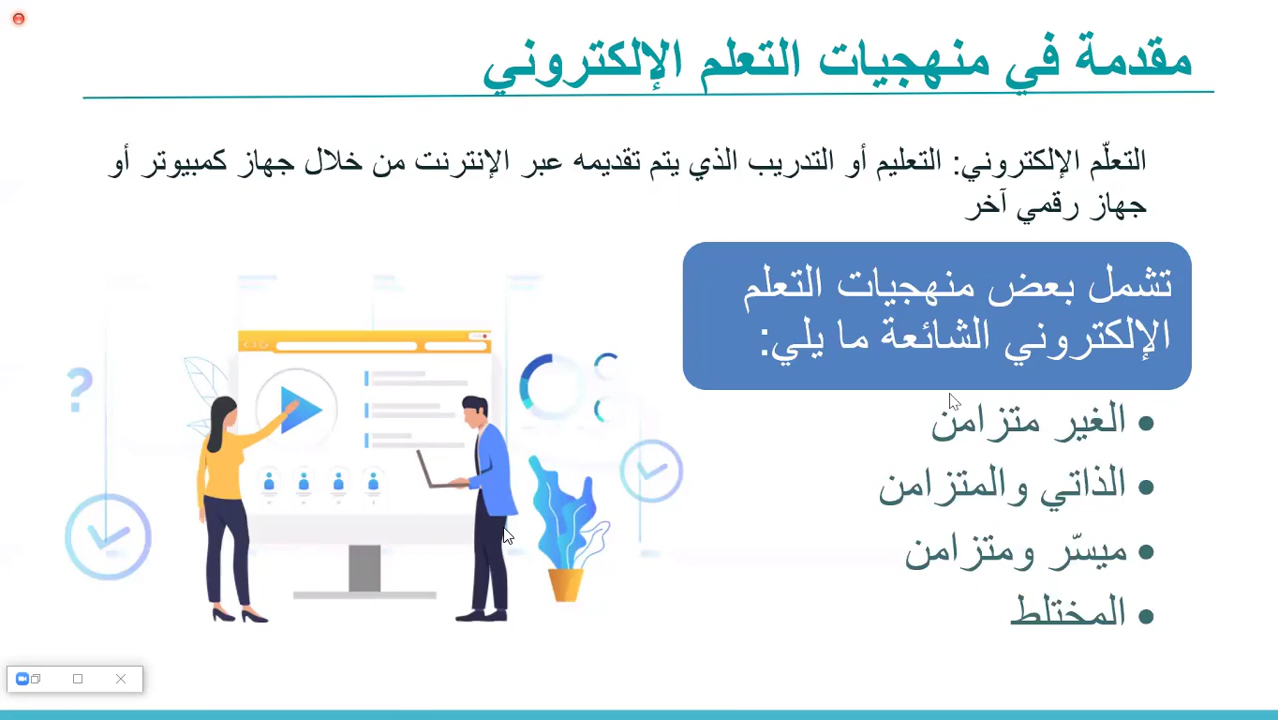 مقدمة في منهجيات التعلم الإلكتروني
التعلّم الإلكتروني: التعليم أو التدريب الذي يتم تقديمه عبر الإنترنت من خلال جهاز كمبيوتر أو
جهاز رقمي آخر
تشمل بعض منهجيات التعلم
الإلكتروني الشائعة ما يلي:
• الغير متزامن
• الذاتي والمتزامن
• ميسّر ومتزامن
• المختلط
?